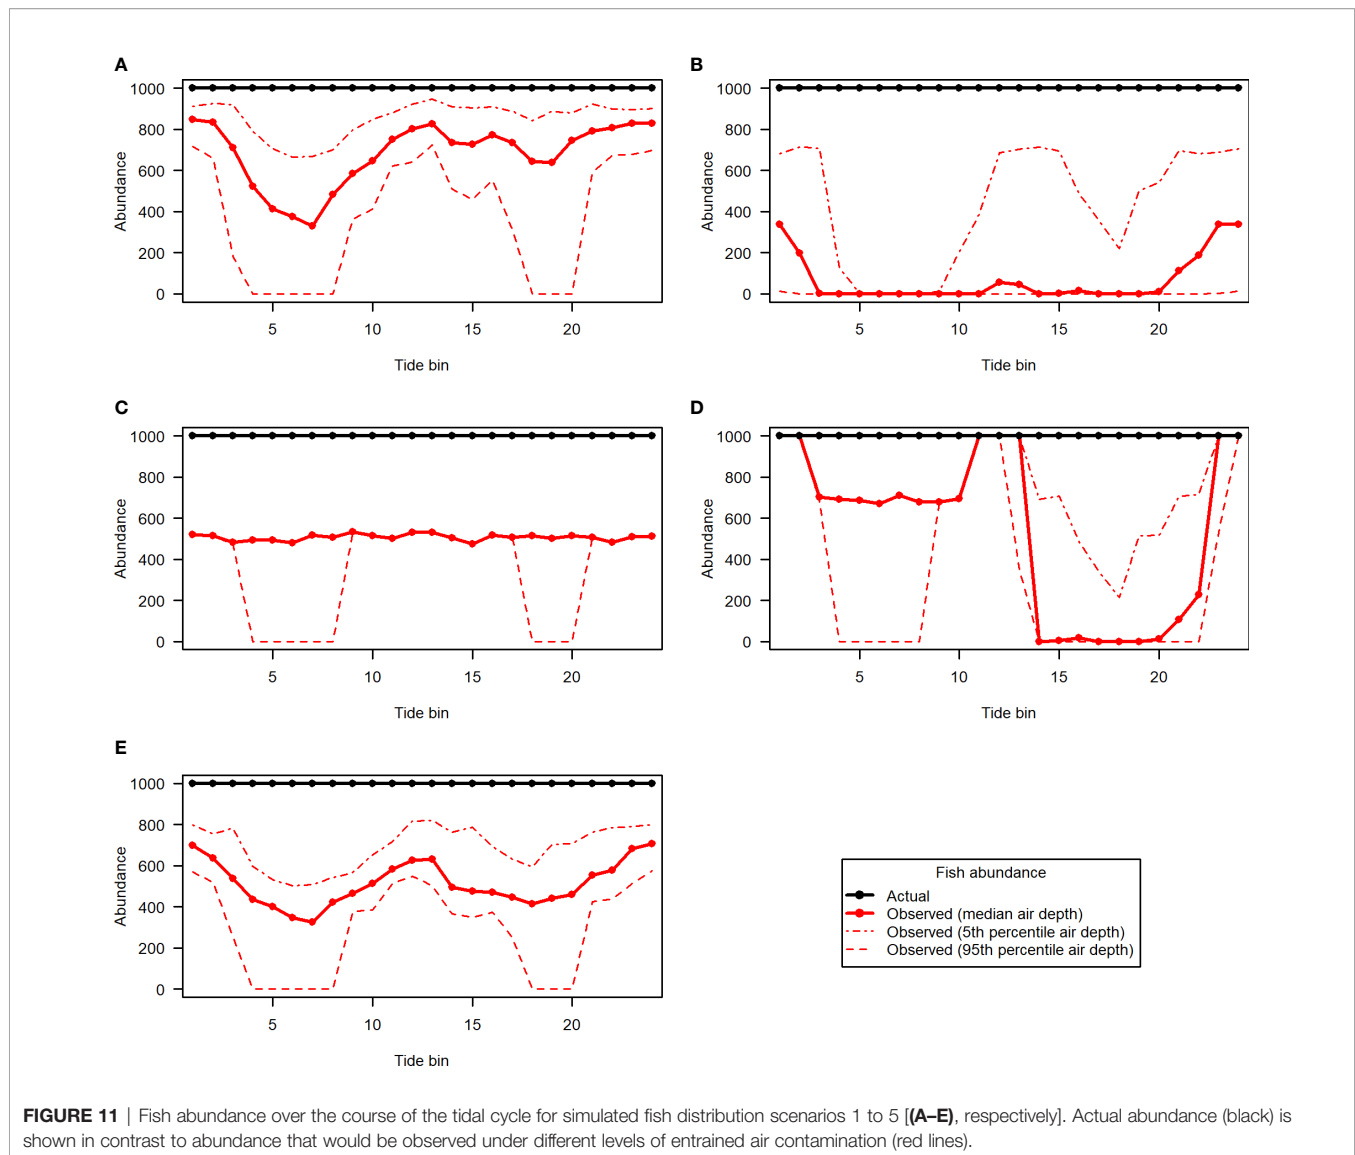 A
1000
800
600
400
200
0
Abundance
5 10 15 20
Tide bin
B
1000
800
600
400
200
0
Abundance
5 10 15 20
Tide bin
C
1000
800
600
400
200
0
Abundance
5 10 15 20
Tide bin
D
1000
800
600
400
200
0
Abundance
5 10 15 20
Tide bin
E
1000
800
600
400
200
0
Abundance
5 10 15 20
Tide bin
Fish abundance
Actual
Observed (median air depth)
Observed (5th percentile air depth)
Observed (95th percentile air depth)
FIGURE 11 | Fish abundance over the course of the tidal cycle for simulated fish distribution scenarios 1 to 5 [(A–E), respectively]. Actual abundance (black) is
shown in contrast to abundance that would be observed under different levels of entrained air contamination (red lines).